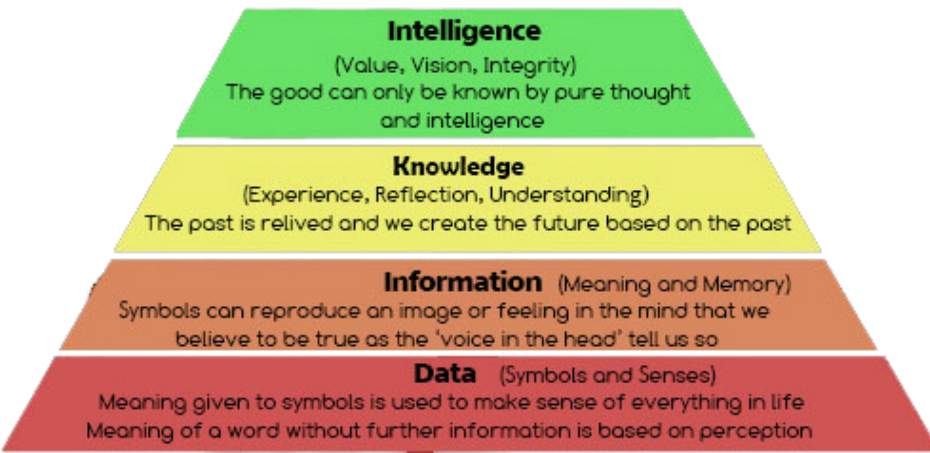 Intelligence
(Value, Vision, Integrity)
The good can only be known by pure thought
and intelligence
Knowledge
(Experience, Reflection, Understanding)
The past is relived and we create the future based on the past
Information (Meaning and Memory)
Symbols can reproduce an image or feeling in the mind that we
believe to be true as the ‘voice in the head’ tell us so
Data (Symbols and Senses)
Meaning given to symbols is used to make sense of everything in life
Meaning of a word without further information is based on perception